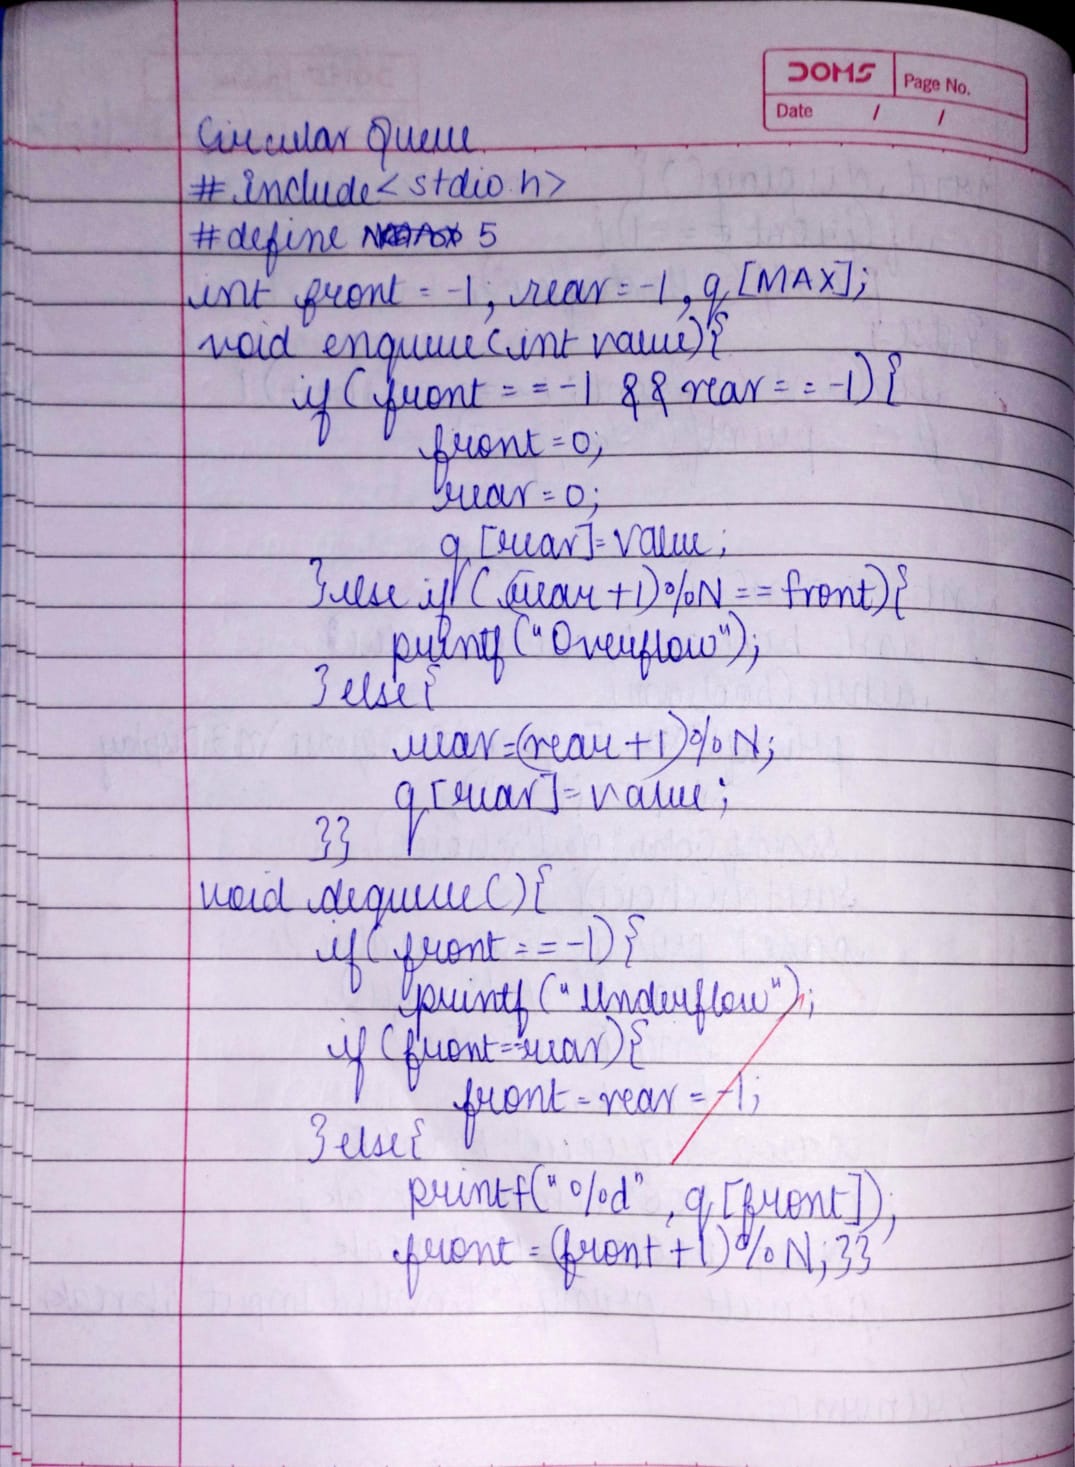 DOMS
Page No.
Date / /
Circular Queue
# include<stdio.h>
#define 5
int front = -1, rear = -1, q[MAX];
void enqueue(int value){
if(front == -1 && rear == -1){
front=0;
rear=0;
q[rear]=value;
}else if((rear+1)%N==front){
printf("Overflow");
}else{
rear=(rear+1)%N;
q[rear]=value;
}}
void dequeue(){
if(front==-1){
printf("Underflow");
if(front==rear){
front=rear=-1;
}else{
printf("%d", q[front]);
front=(front+1)%N;}}